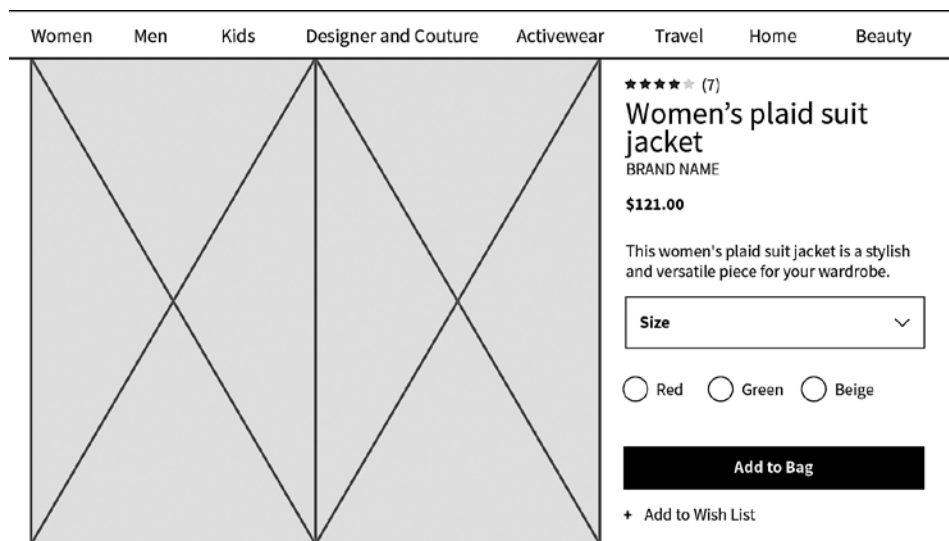 Women Men Kids Designer and Couture Activewear Travel Home Beauty
(7)
Women’s plaid suit
jacket
BRAND NAME
$121.00
This women's plaid suit jacket is a stylish
and versatile piece for your wardrobe.
Size
Red Green Beige
Add to Bag
+ Add to Wish List